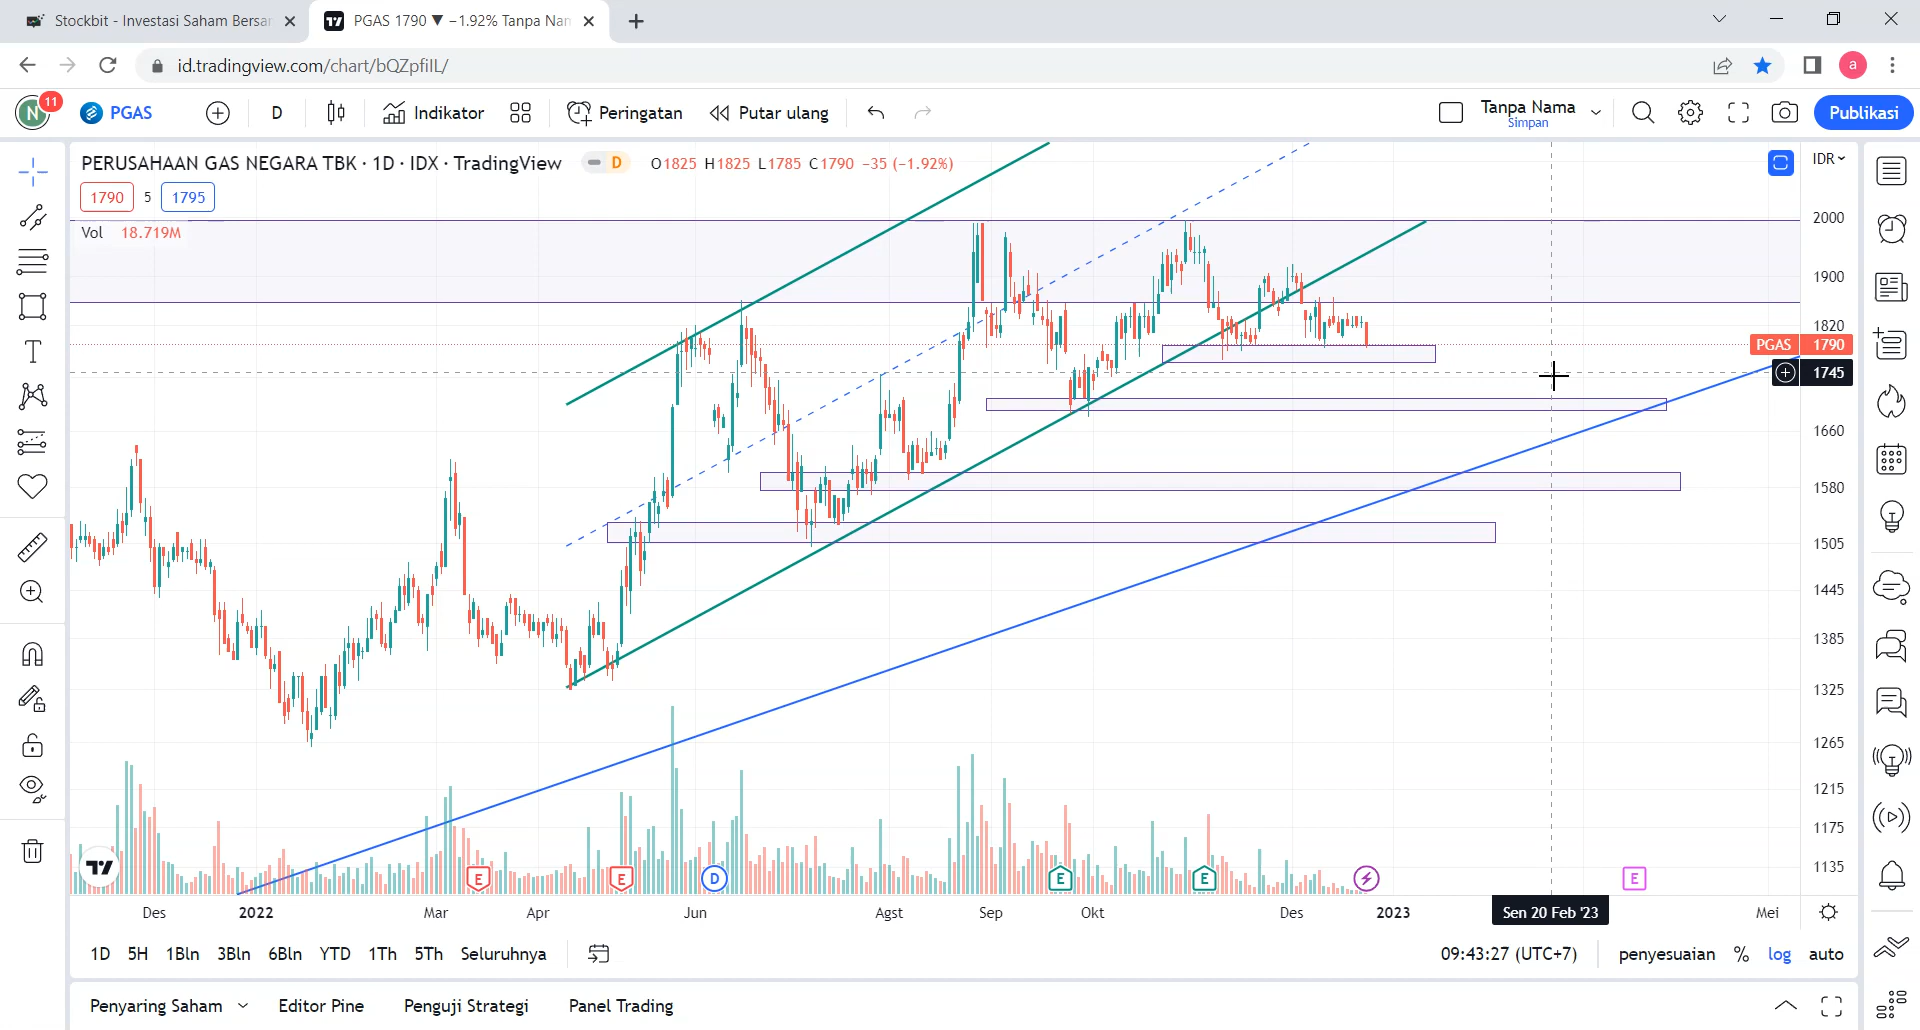 Stockbit - Investasi Saham Bersar
PGAS 1790 ▼ −1.92% Tanpa Nan
id.tradingview.com/chart/bQZpfiIL/
N 11 PGAS D Indikator Peringatan Putar ulang Tanpa Nama Simpan Publikasi
a
PERUSAHAAN GAS NEGARA TBK · 1D · IDX · TradingView D O1825 H1825 L1785 C1790 −35 (−1.92%)
1790 5 1795
Vol 18.719M
IDR
2000
1900
1820
PGAS 1790
1745
1660
1580
1505
1445
1385
1325
1265
1215
1175
1135
E E D E E E
Des 2022 Mar Apr Jun Agst Sep Okt Des 2023 Sen 20 Feb '23 Mei
1D 5H 1Bln 3Bln 6Bln YTD 1Th 5Th Seluruhnya 09:43:27 (UTC+7) penyesuaian % log auto
Penyaring Saham Editor Pine Penguji Strategi Panel Trading